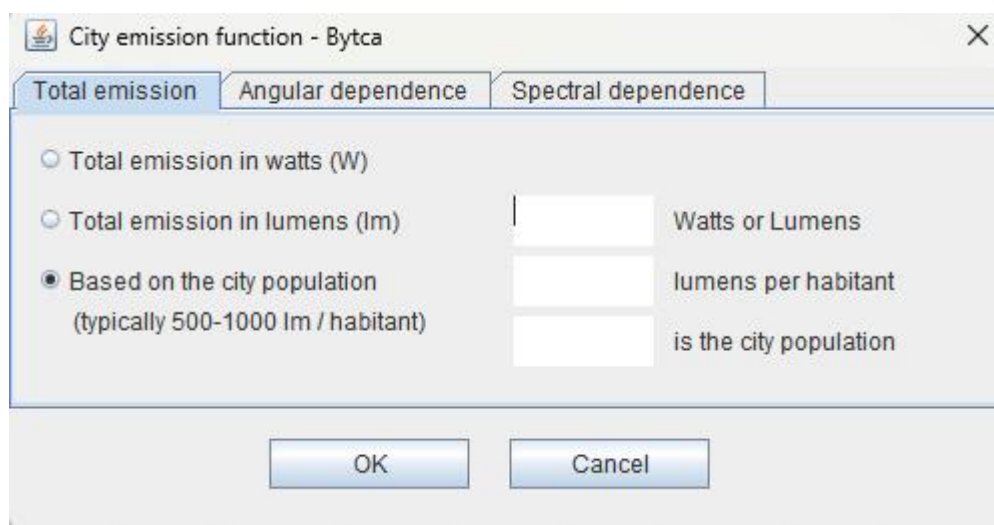 City emission function - Bytca
Total emission Angular dependence Spectral dependence
Total emission in watts (W)
Total emission in lumens (lm) Watts or Lumens
Based on the city population lumens per habitant
(typically 500-1000 lm / habitant)
is the city population
OK Cancel